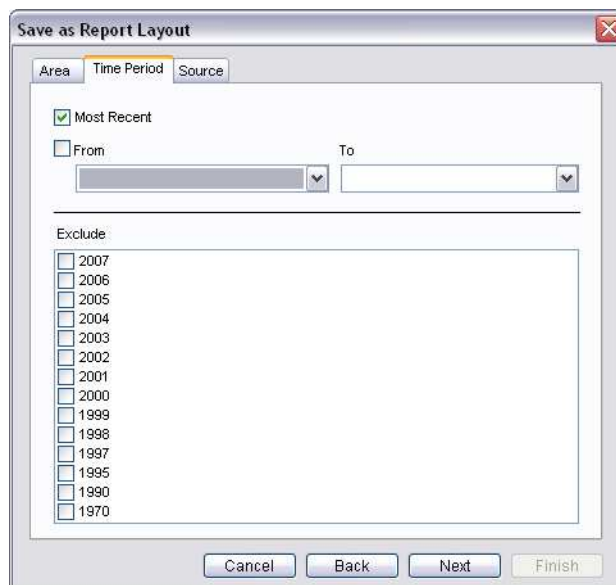 Save as Report Layout
Area Time Period Source
Most Recent
From To
Exclude
2007
2006
2005
2004
2003
2002
2001
2000
1999
1998
1997
1995
1990
1970
Cancel Back Next Finish